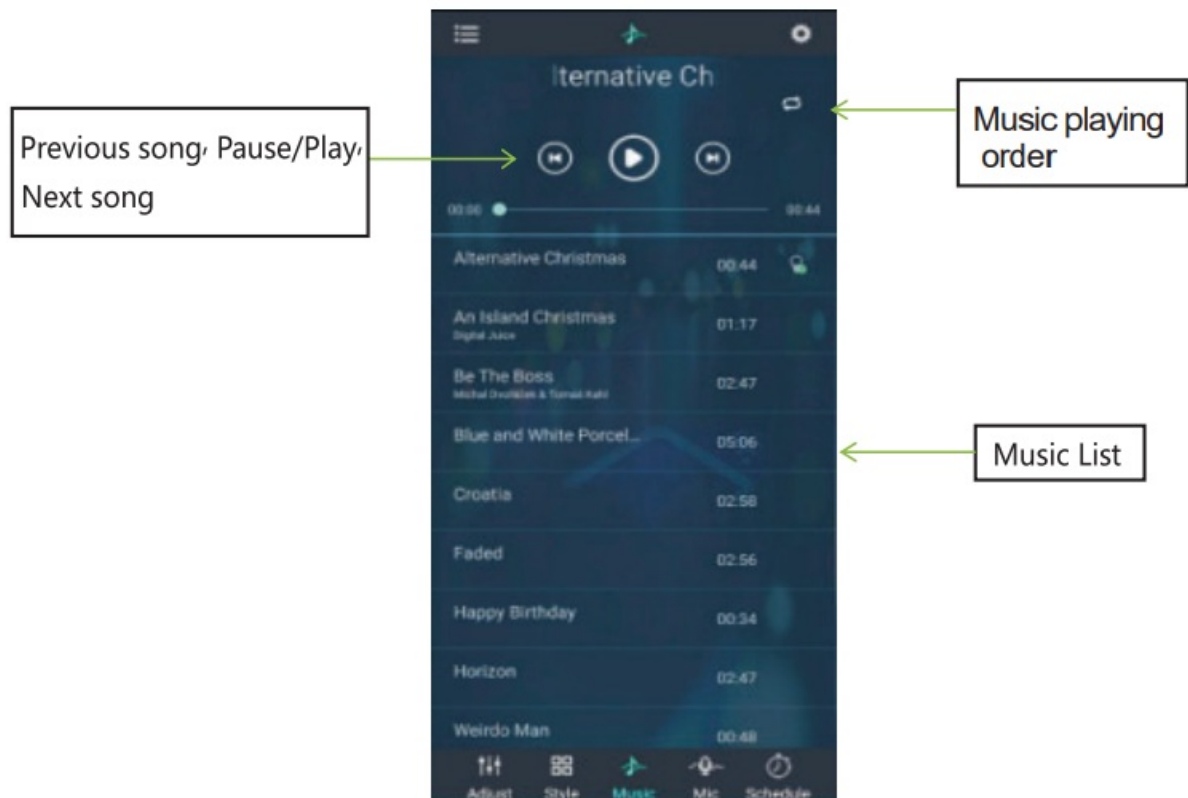 lternative Ch
Music playing
order
Previous song, Pause/Play,
Next song
00:06
00:44
Alternative Christmas
00:44
An Island Christmas
01:17
Digital Juice
Be The Boss
02:47
Blue and White Porcel...
05:06
Music List
Croatia
02:58
Faded
02:56
Happy Birthday
00:34
Horizon
02:47
Weirdo Man
00:48
Adjust Style Music Mic Schedule